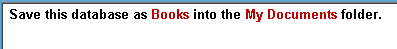 Save this database as Books into the My Documents folder.